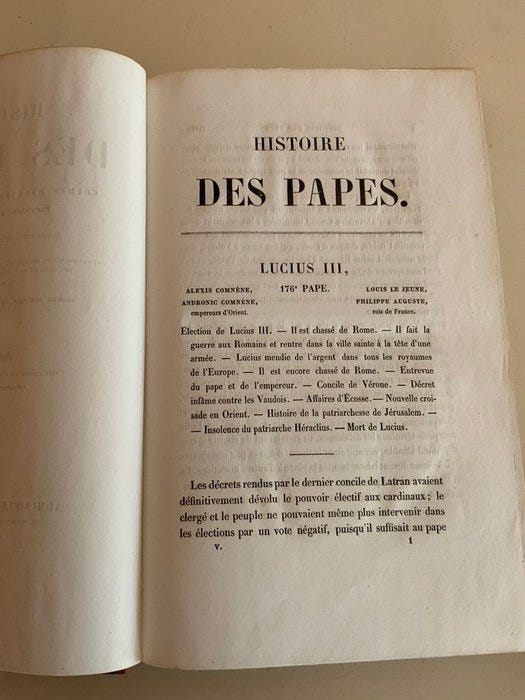 HISTOIRE
DES PAPES.
LUCIUS III,
ALEXIS COMNÈNE, 176e PAPE. LOUIS LE JEUNE,
ANDRONIC COMNÈNE, PHILIPPE AUGUSTE,
empereurs d'Orient. rois de France.
Élection de Lucius III. — Il est chassé de Rome. — Il fait la
guerre aux Romains et rentre dans la ville sainte à la tête d'une
armée. — Lucius mendie de l'argent dans tous les royaumes
de l'Europe. — Il est encore chassé de Rome. — Entrevue
du pape et de l'empereur. — Concile de Vérone. — Décret
infâme contre les Vaudois. — Affaires d'Écosse. — Nouvelle croi-
sade en Orient. — Histoire de la patriarchesse de Jérusalem. —
— Insolence du patriarche Héraclius. — Mort de Lucius.
Les décrets rendus par le dernier concile de Latran avaient
définitivement dévolu le pouvoir électif aux cardinaux; le
clergé et le peuple ne pouvaient même plus intervenir dans
les élections par un vote négatif, puisqu'il suffisait au pape
v. 1